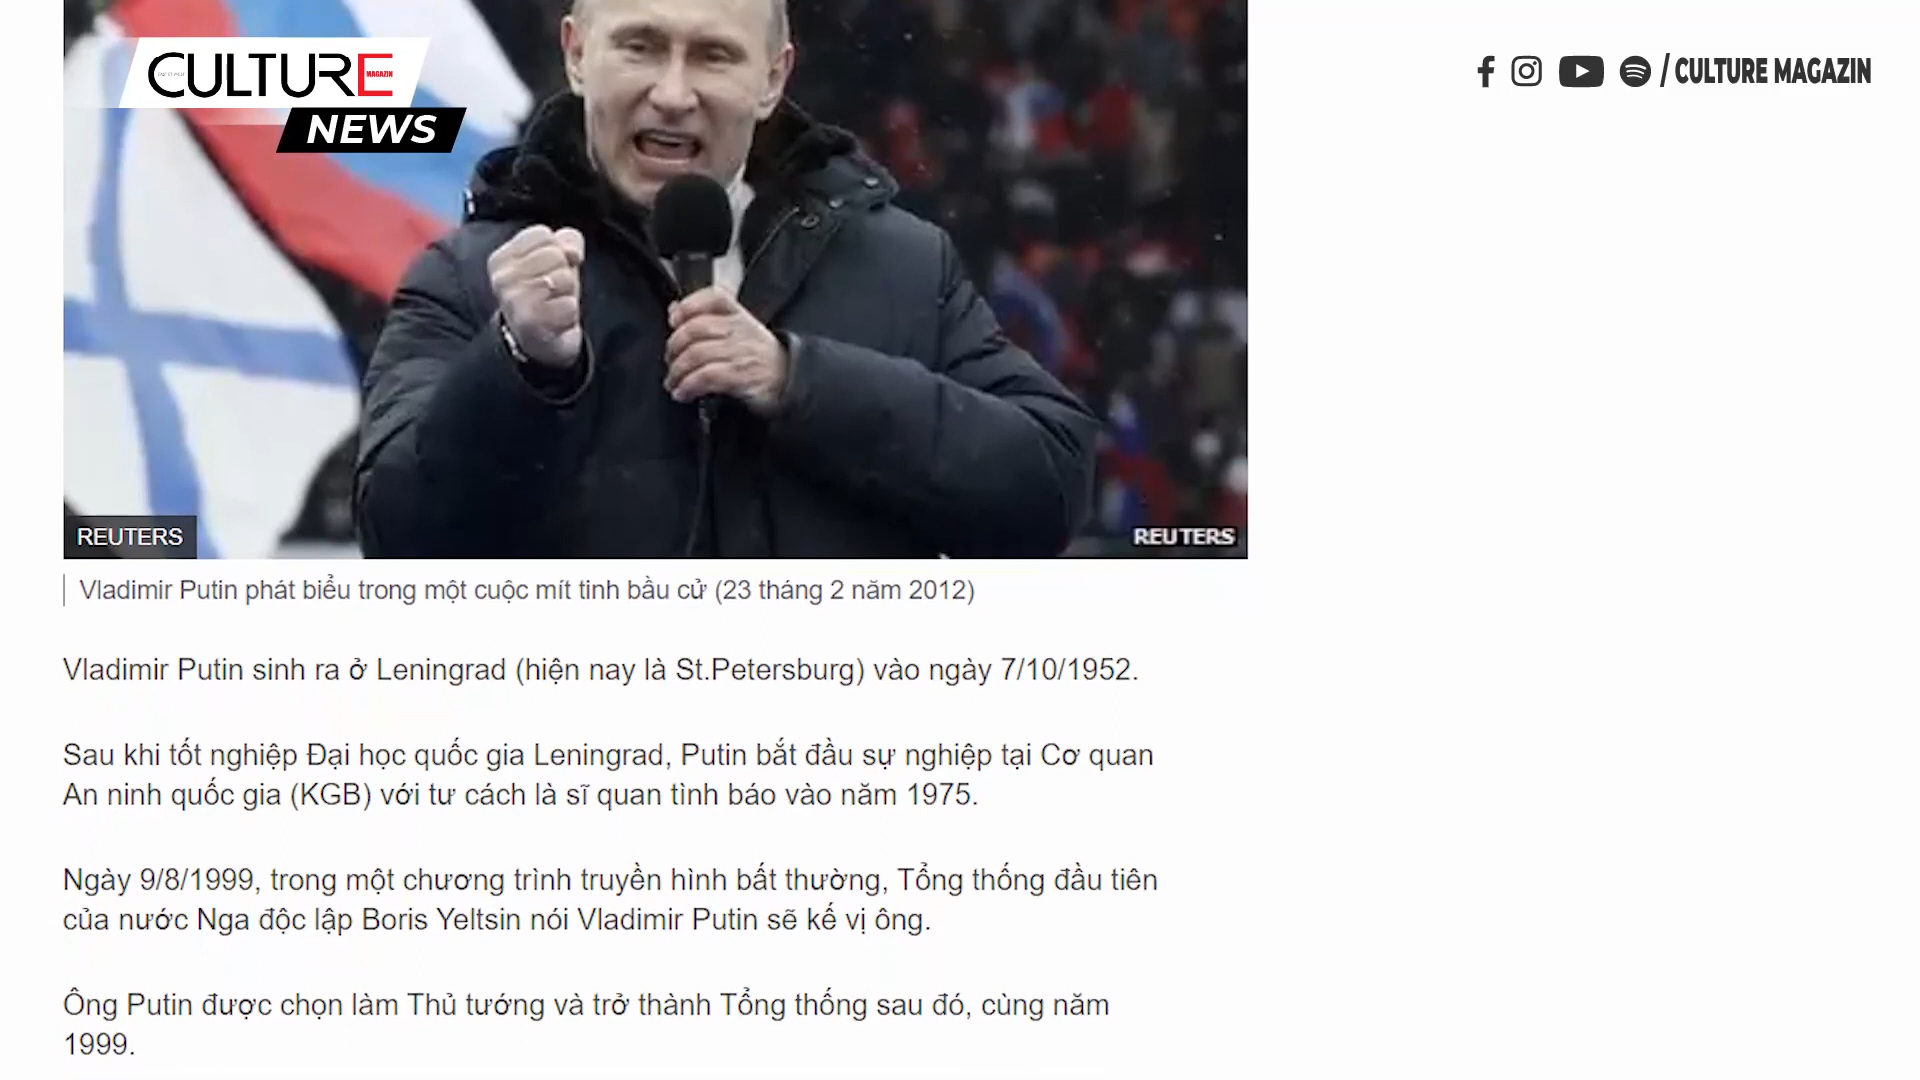 CULTURE
MAGAZIN
NEWS
/ CULTURE MAGAZIN
REUTERS
REUTERS
Vladimir Putin phát biểu trong một cuộc mít tinh bầu cử (23 tháng 2 năm 2012)
Vladimir Putin sinh ra ở Leningrad (hiện nay là St.Petersburg) vào ngày 7/10/1952.
Sau khi tốt nghiệp Đại học quốc gia Leningrad, Putin bắt đầu sự nghiệp tại Cơ quan
An ninh quốc gia (KGB) với tư cách là sĩ quan tình báo vào năm 1975.
Ngày 9/8/1999, trong một chương trình truyền hình bất thường, Tổng thống đầu tiên
của nước Nga độc lập Boris Yeltsin nói Vladimir Putin sẽ kế vị ông.
Ông Putin được chọn làm Thủ tướng và trở thành Tổng thống sau đó, cùng năm
1999.